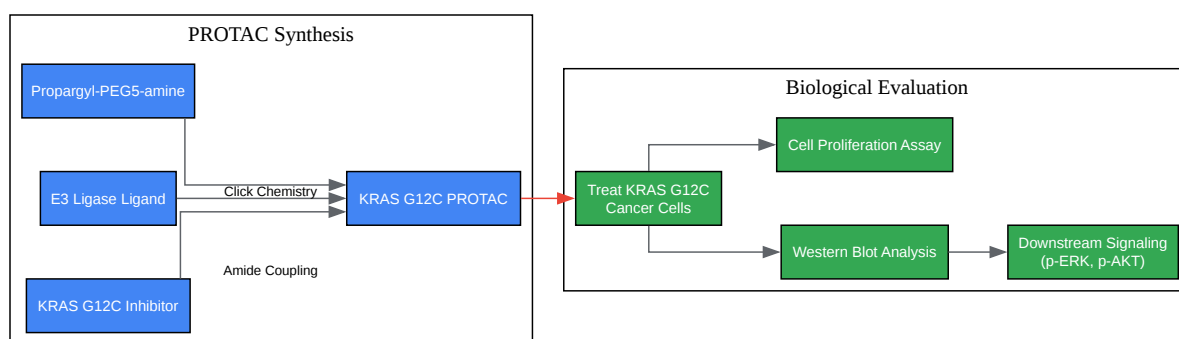 PROTAC Synthesis
Propargyl-PEG5-amine
E3 Ligase Ligand
Click Chemistry
KRAS G12C PROTAC
Amide Coupling
KRAS G12C Inhibitor
Biological Evaluation
Cell Proliferation Assay
Treat KRAS G12C
Cancer Cells
Western Blot Analysis
Downstream Signaling
(p-ERK, p-AKT)